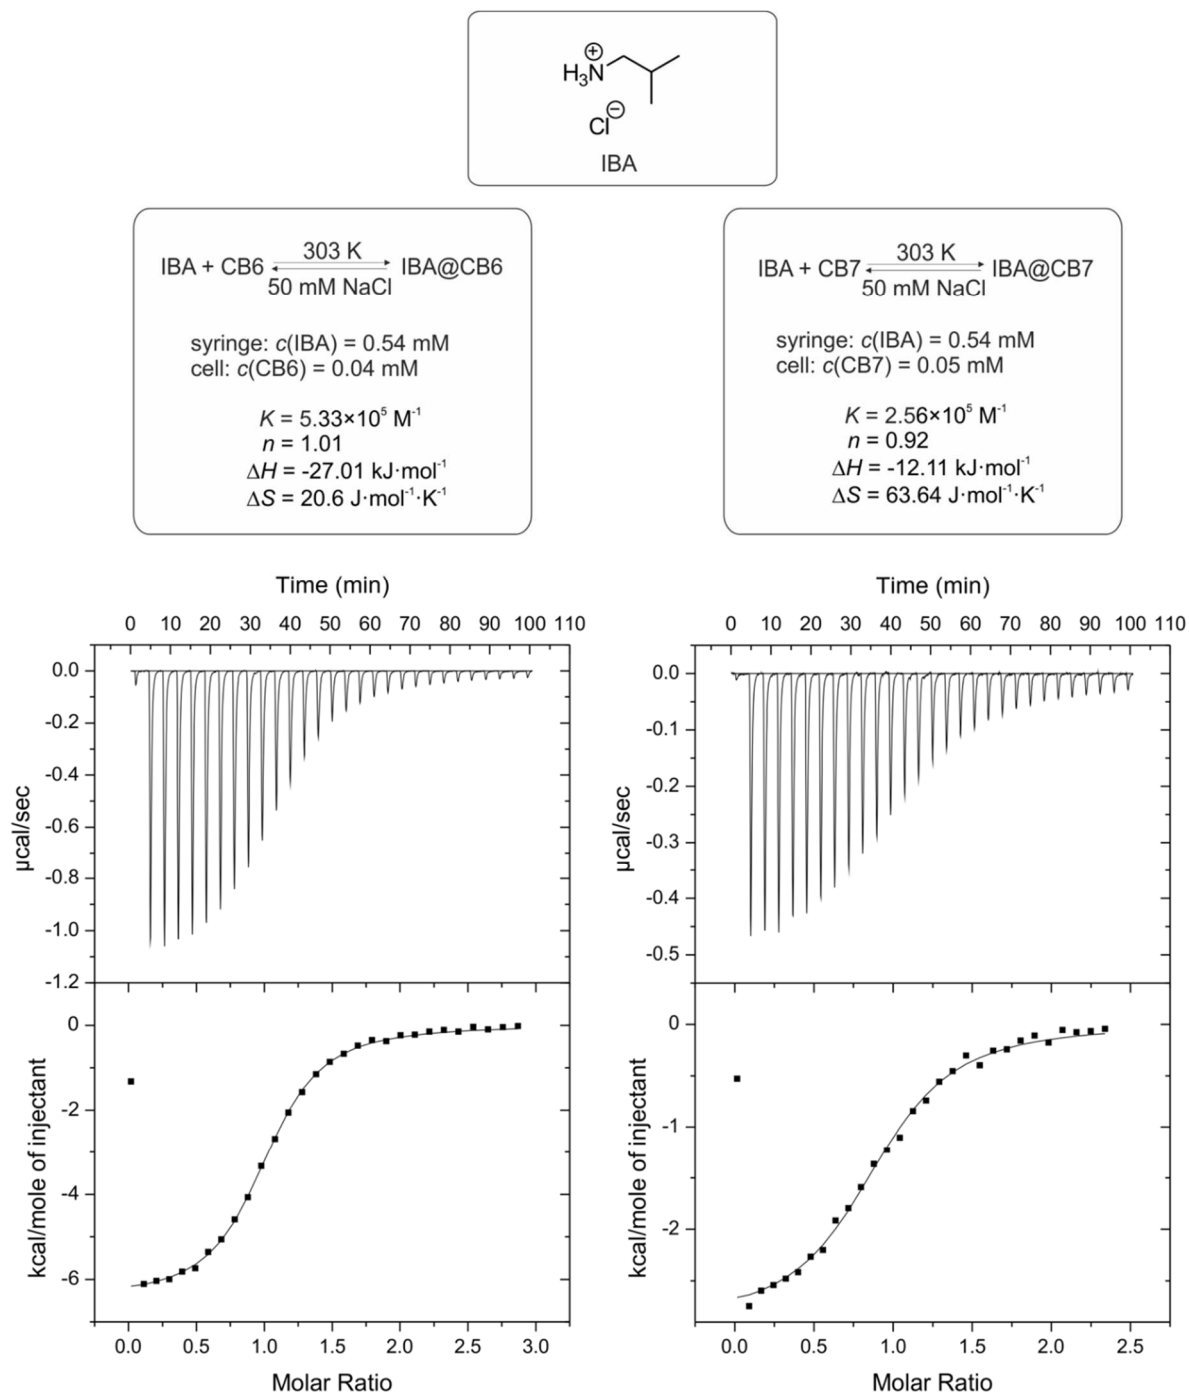 H₃N⊕
Cl⊖
IBA
IBA + CB6 303 K IBA@CB6
50 mM NaCl
syringe: c(IBA) = 0.54 mM
cell: c(CB6) = 0.04 mM
K = 5.33×10⁵ M⁻¹
n = 1.01
ΔH = -27.01 kJ·mol⁻¹
ΔS = 20.6 J·mol⁻¹·K⁻¹
IBA + CB7 303 K IBA@CB7
50 mM NaCl
syringe: c(IBA) = 0.54 mM
cell: c(CB7) = 0.05 mM
K = 2.56×10⁵ M⁻¹
n = 0.92
ΔH = -12.11 kJ·mol⁻¹
ΔS = 63.64 J·mol⁻¹·K⁻¹
Time (min)
0 10 20 30 40 50 60 70 80 90 100 110
0.0
-0.2
-0.4
-0.6
-0.8
-1.0
-1.2
µcal/sec
0
-2
-4
-6
kcal/mole of injectant
0.0 0.5 1.0 1.5 2.0 2.5 3.0
Molar Ratio
Time (min)
0 10 20 30 40 50 60 70 80 90 100 110
0.0
-0.1
-0.2
-0.3
-0.4
-0.5
µcal/sec
0
-1
-2
kcal/mole of injectant
0.0 0.5 1.0 1.5 2.0 2.5
Molar Ratio